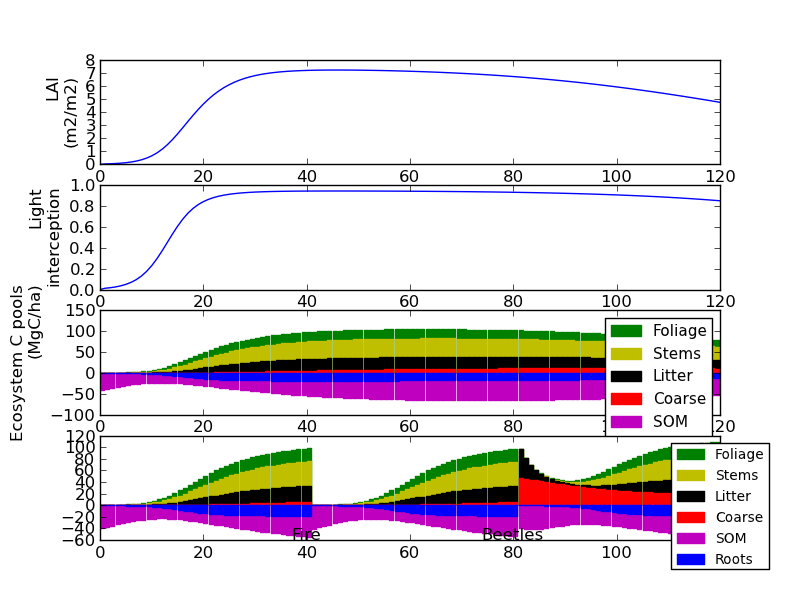 LAI
(m2/m2)
8
7
6
5
4
3
2
1
0
0 20 40 60 80 100 120
Light
interception
1.0
0.8
0.6
0.4
0.2
0.0
0 20 40 60 80 100 120
Ecosystem C pools
(MgC/ha)
150
100
50
0
−50
−100
Foliage
Stems
Litter
Coarse
SOM
0 20 40 60 80 120
120
100
80
60
40
20
0
−20
−40
−60
Fire
Beetles
Foliage
Stems
Litter
Coarse
SOM
Roots
0 20 40 60 80 100